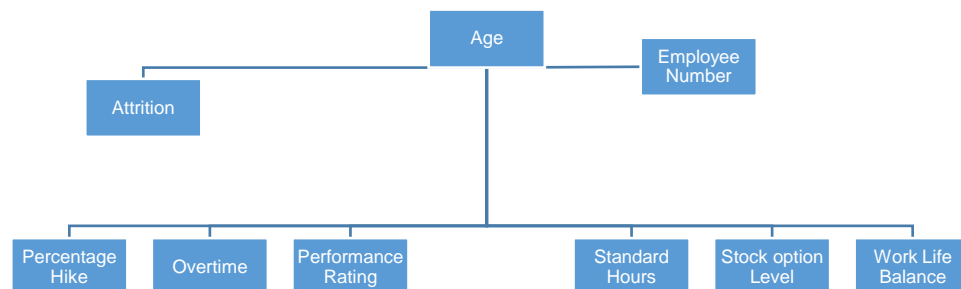 Age
Employee
Number
Attrition
Percentage
Hike
Overtime
Performance
Rating
Standard
Hours
Stock option
Level
Work Life
Balance